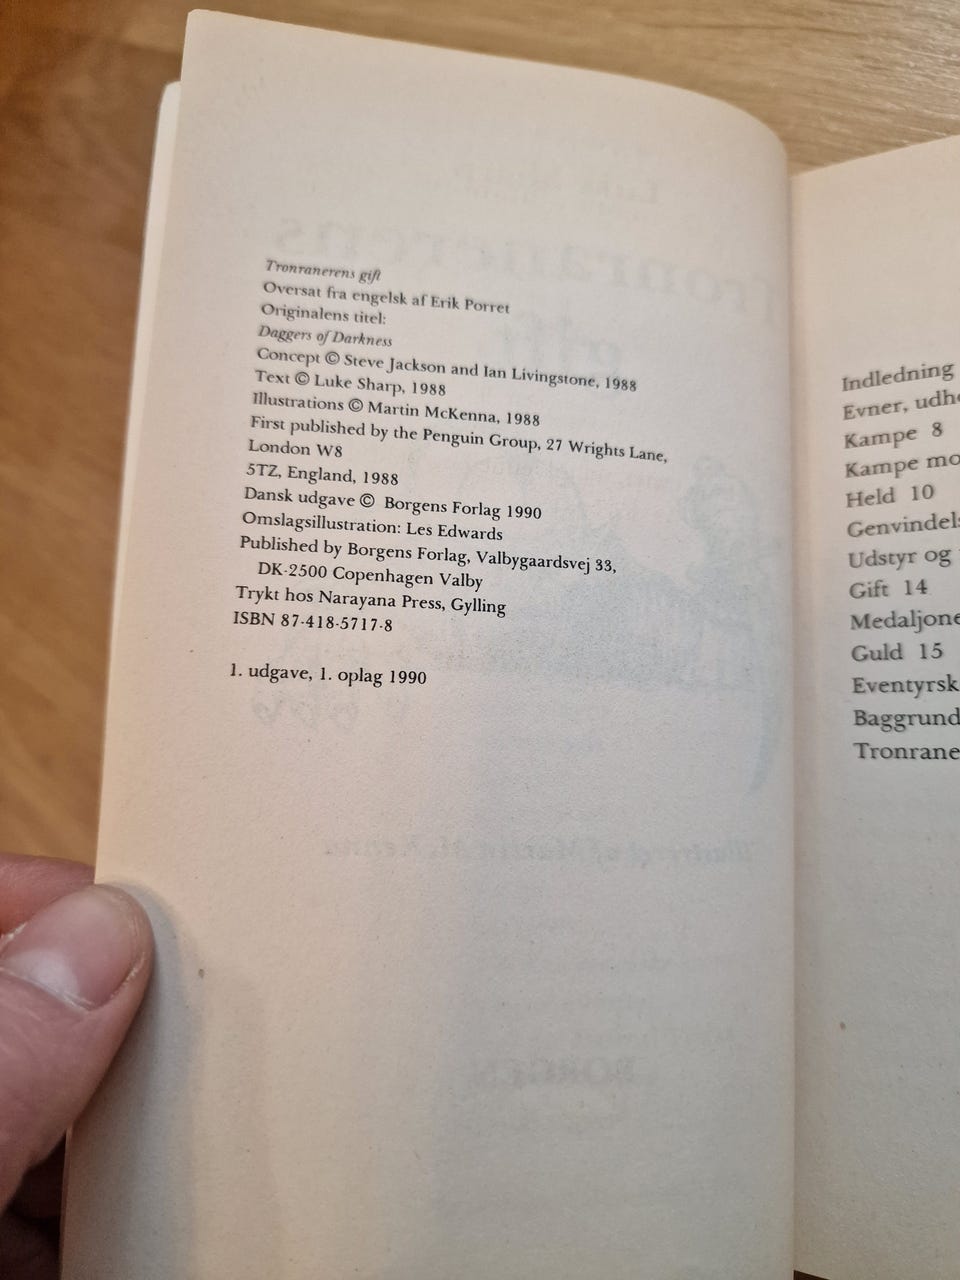 Tronranerens gift
Oversat fra engelsk af Erik Porret
Originalens titel:
Daggers of Darkness
Concept © Steve Jackson and Ian Livingstone, 1988
Text © Luke Sharp, 1988
Illustrations © Martin McKenna, 1988
First published by the Penguin Group, 27 Wrights Lane,
London W8
5TZ, England, 1988
Dansk udgave © Borgens Forlag 1990
Omslagsillustration: Les Edwards
Published by Borgens Forlag, Valbygaardsvej 33,
DK-2500 Copenhagen Valby
Trykt hos Narayana Press, Gylling
ISBN 87-418-5717-8
1. udgave, 1. oplag 1990
Indledning
Evner,
Kampe 8
Kampe
Held 10
Udstyr og
Gift 14
Guld 15